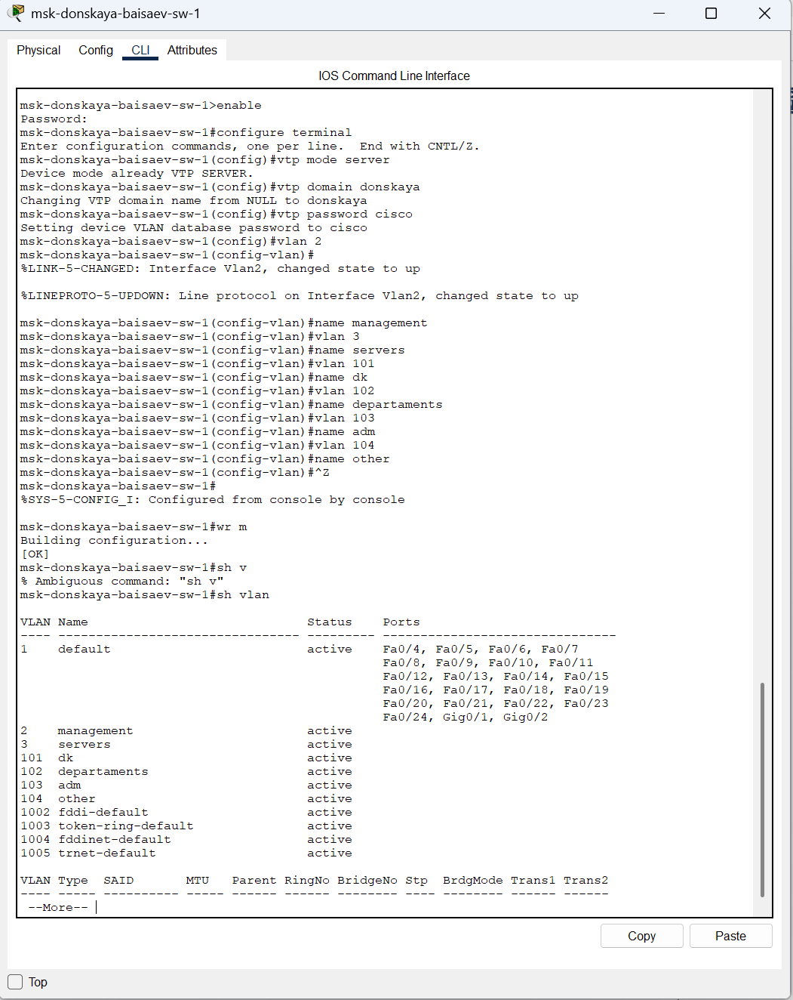 msk-donskaya-baisaev-sw-1
Physical Config CLI Attributes
IOS Command Line Interface
msk-donskaya-baisaev-sw-1>enable
Password:
msk-donskaya-baisaev-sw-1#configure terminal
Enter configuration commands, one per line.  End with CNTL/Z.
msk-donskaya-baisaev-sw-1(config)#vtp mode server
Device mode already VTP SERVER.
msk-donskaya-baisaev-sw-1(config)#vtp domain donskaya
Changing VTP domain name from NULL to donskaya
msk-donskaya-baisaev-sw-1(config)#vtp password cisco
Setting device VLAN database password to cisco
msk-donskaya-baisaev-sw-1(config)#vlan 2
msk-donskaya-baisaev-sw-1(config-vlan)#
%LINK-5-CHANGED: Interface Vlan2, changed state to up
%LINEPROTO-5-UPDOWN: Line protocol on Interface Vlan2, changed state to up
msk-donskaya-baisaev-sw-1(config-vlan)#name management
msk-donskaya-baisaev-sw-1(config-vlan)#vlan 3
msk-donskaya-baisaev-sw-1(config-vlan)#name servers
msk-donskaya-baisaev-sw-1(config-vlan)#vlan 101
msk-donskaya-baisaev-sw-1(config-vlan)#name dk
msk-donskaya-baisaev-sw-1(config-vlan)#vlan 102
msk-donskaya-baisaev-sw-1(config-vlan)#name departaments
msk-donskaya-baisaev-sw-1(config-vlan)#vlan 103
msk-donskaya-baisaev-sw-1(config-vlan)#name adm
msk-donskaya-baisaev-sw-1(config-vlan)#vlan 104
msk-donskaya-baisaev-sw-1(config-vlan)#name other
msk-donskaya-baisaev-sw-1(config-vlan)#^Z
msk-donskaya-baisaev-sw-1#
%SYS-5-CONFIG_I: Configured from console by console
msk-donskaya-baisaev-sw-1#wr m
Building configuration...
[OK]
msk-donskaya-baisaev-sw-1#sh v
% Ambiguous command: "sh v"
msk-donskaya-baisaev-sw-1#sh vlan
VLAN Name                             Status    Ports
---- -------------------------------- --------- -------------------------------
1    default                          active    Fa0/4, Fa0/5, Fa0/6, Fa0/7
                                                Fa0/8, Fa0/9, Fa0/10, Fa0/11
                                                Fa0/12, Fa0/13, Fa0/14, Fa0/15
                                                Fa0/16, Fa0/17, Fa0/18, Fa0/19
                                                Fa0/20, Fa0/21, Fa0/22, Fa0/23
                                                Fa0/24, Gig0/1, Gig0/2
2    management                       active
3    servers                          active
101  dk                               active
102  departaments                     active
103  adm                              active
104  other                            active
1002 fddi-default                     active
1003 token-ring-default               active
1004 fddinet-default                  active
1005 trnet-default                    active
VLAN Type  SAID       MTU   Parent RingNo BridgeNo Stp  BrdgMode Trans1 Trans2
---- ----- ---------- ----- ------ ------ -------- ---- -------- ------ ------
 --More--
Copy Paste
Top